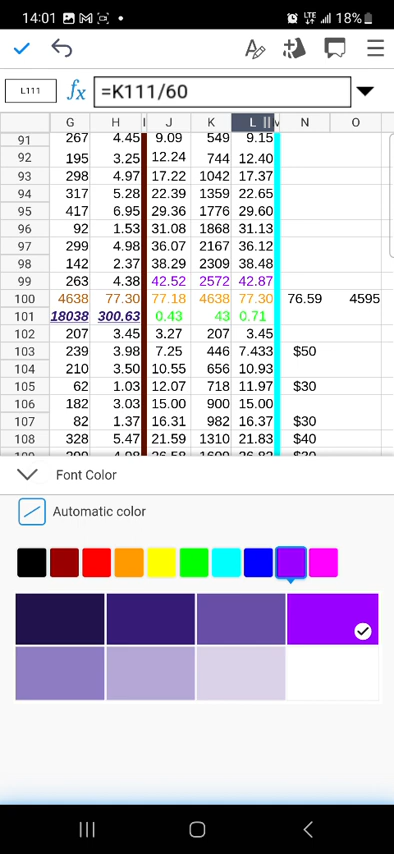 14:01 LTE 18%
L111 fx =K111/60
G H I J K L M N O
91 267 4.45 9.09 549 9.15
92 195 3.25 12.24 744 12.40
93 298 4.97 17.22 1042 17.37
94 317 5.28 22.39 1359 22.65
95 417 6.95 29.36 1776 29.60
96 92 1.53 31.08 1868 31.13
97 299 4.98 36.07 2167 36.12
98 142 2.37 38.29 2309 38.48
99 263 4.38 42.52 2572 42.87
100 4638 77.30 77.18 4638 77.30 76.59 4595
101 18038 300.63 0.43 43 0.71
102 207 3.45 3.27 207 3.45
103 239 3.98 7.25 446 7.433 $50
104 210 3.50 10.55 656 10.93
105 62 1.03 12.07 718 11.97 $30
106 182 3.03 15.00 900 15.00
107 82 1.37 16.31 982 16.37 $30
108 328 5.47 21.59 1310 21.83 $40
Font Color
Automatic color